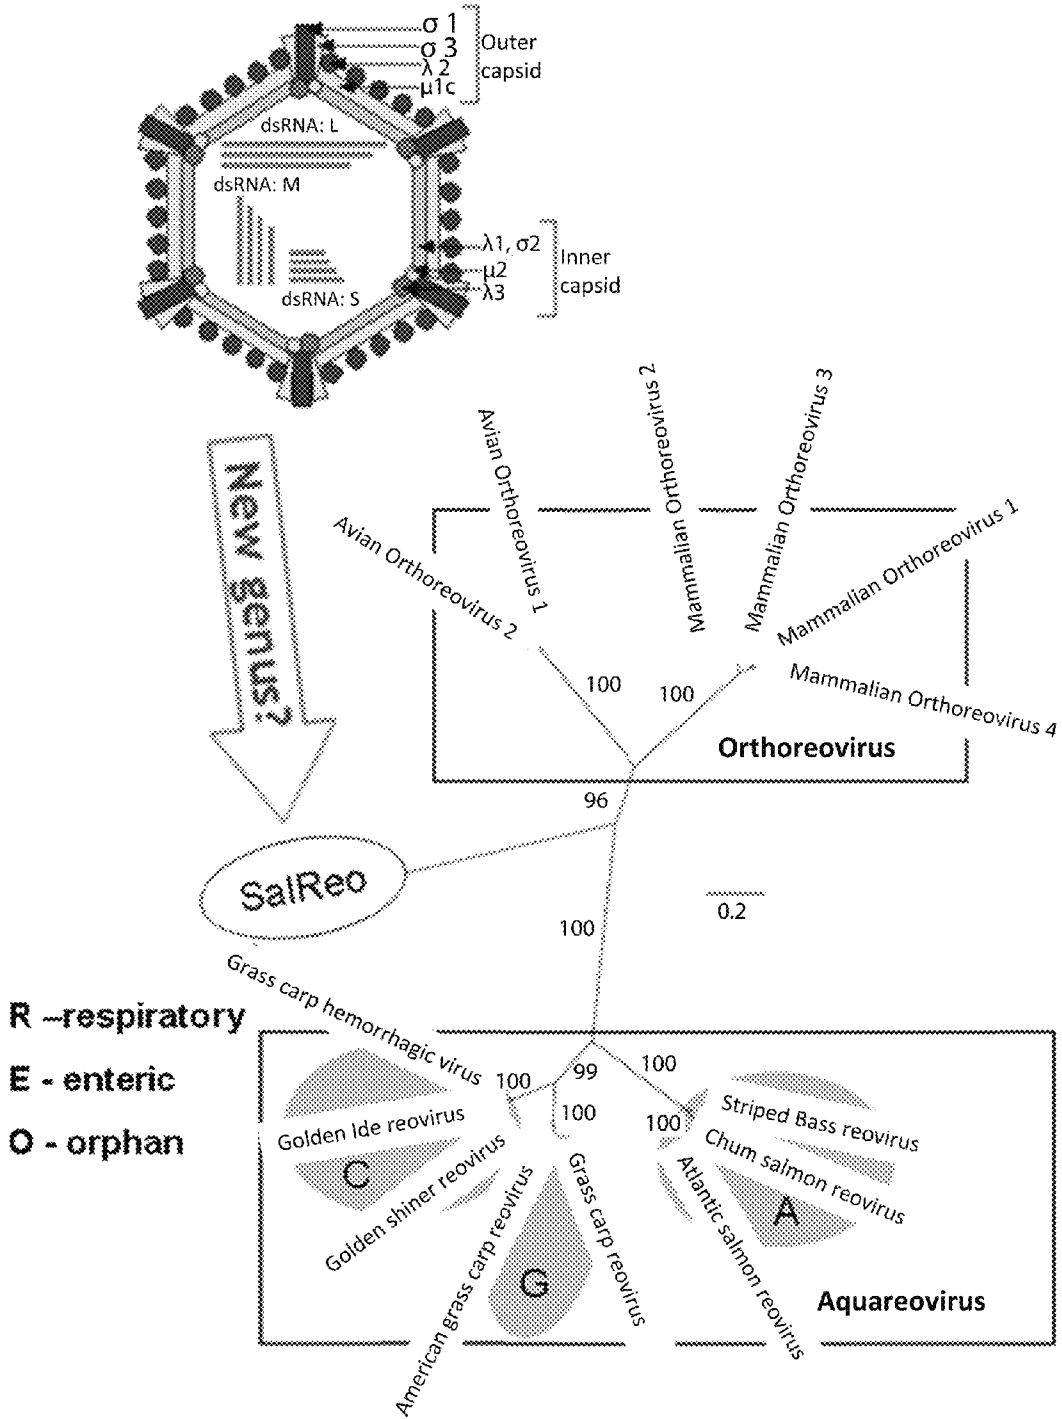 σ 1
σ 3
λ 2
μ1c
Outer
capsid
dsRNA: L
dsRNA: M
dsRNA: S
λ1, σ2
μ2
λ3
Inner
capsid
New genus?
Avian Orthoreovirus 2
Avian Orthoreovirus 1
Mammalian Orthoreovirus 2
Mammalian Orthoreovirus 3
Mammalian Orthoreovirus 1
Mammalian Orthoreovirus 4
100
100
Orthoreovirus
96
SalReo
0.2
100
R –respiratory
E - enteric
O - orphan
Grass carp hemorrhagic virus
Golden Ide reovirus
C
Golden shiner reovirus
American grass carp reovirus
G
Grass carp reovirus
100
99
100
100
100
Striped Bass reovirus
Chum salmon reovirus
A
Atlantic salmon reovirus
Aquareovirus